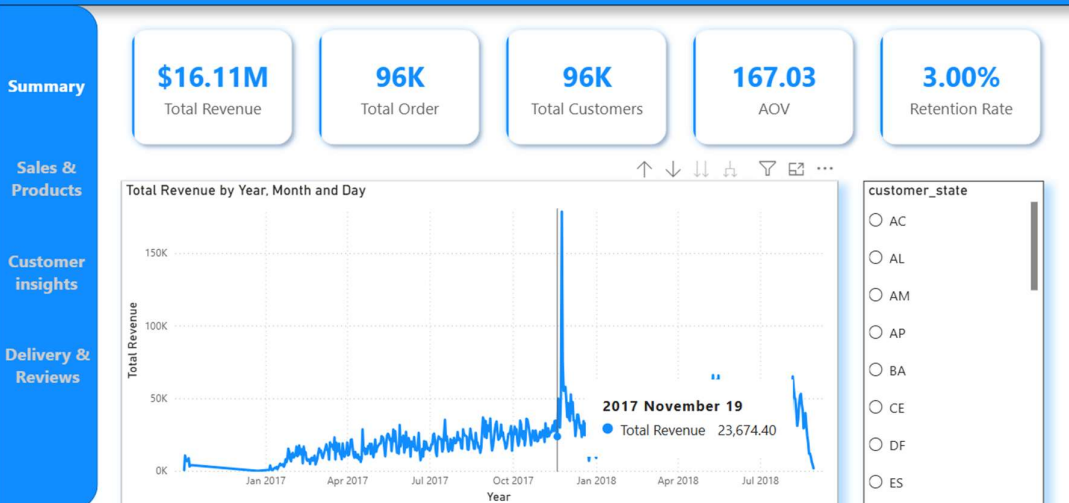 Summary
Sales &
Products
Customer
insights
Delivery &
Reviews
$16.11M
Total Revenue
96K
Total Order
96K
Total Customers
167.03
AOV
3.00%
Retention Rate
Total Revenue by Year, Month and Day
Total Revenue
150K
100K
50K
0K
Jan 2017
Apr 2017
Jul 2017
Oct 2017
Jan 2018
Apr 2018
Jul 2018
Year
2017 November 19
Total Revenue 23,674.40
customer_state
AC
AL
AM
AP
BA
CE
DF
ES